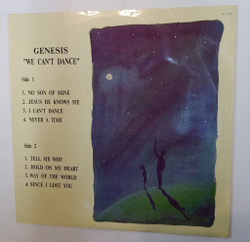 GENESIS
"WE CAN'T DANCE"
Side 1
1. NO SON OF MINE
2. JESUS HE KNOWS ME
3. I CAN'T DANCE
4. NEVER A TIME
Side 2
1. TELL ME WHY
2. HOLD ON MY HEART
3. WAY OF THE WORLD
4. SINCE I LOST YOU